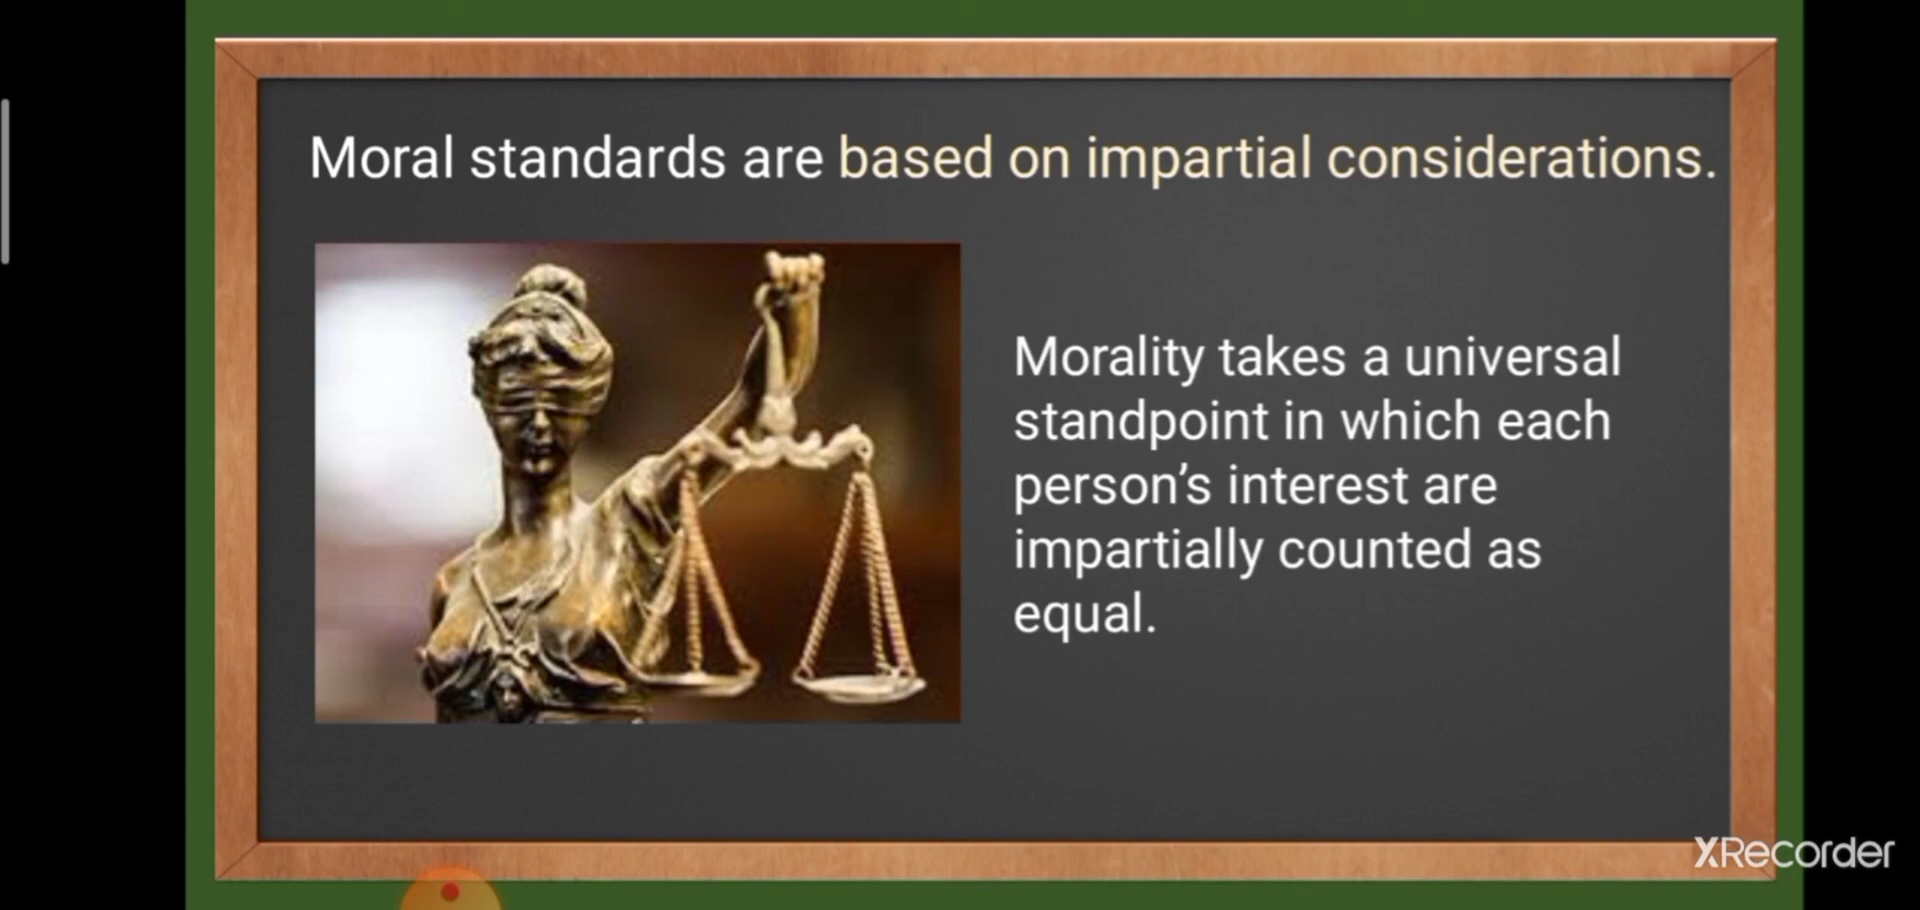 Moral standards are based on impartial considerations.
Morality takes a universal
standpoint in which each
person’s interest are
impartially counted as
equal.
XRecorder